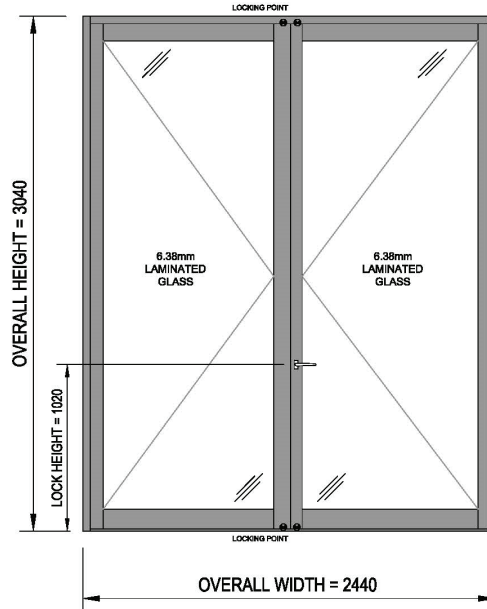 LOCKING POINT
OVERALL HEIGHT = 3040
6.38mm
LAMINATED
GLASS
6.38mm
LAMINATED
GLASS
LOCK HEIGHT = 1020
LOCKING POINT
OVERALL WIDTH = 2440